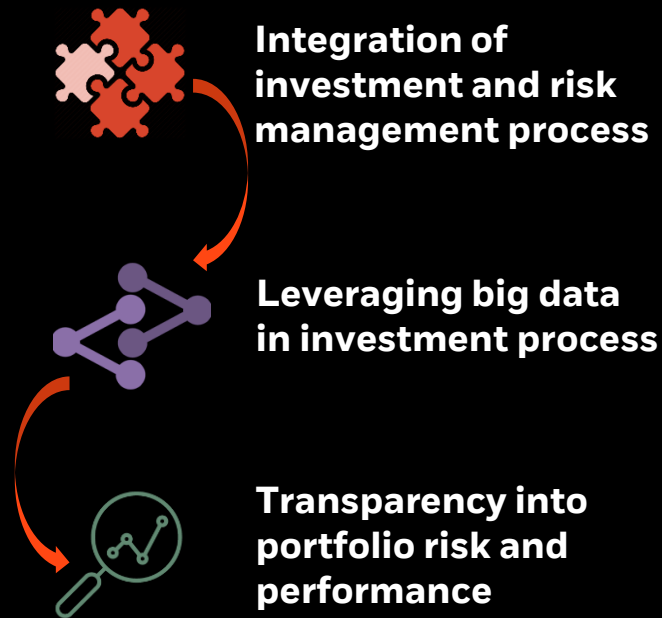 Integration of
investment and risk
management process
Leveraging big data
in investment process
Transparency into
portfolio risk and
performance